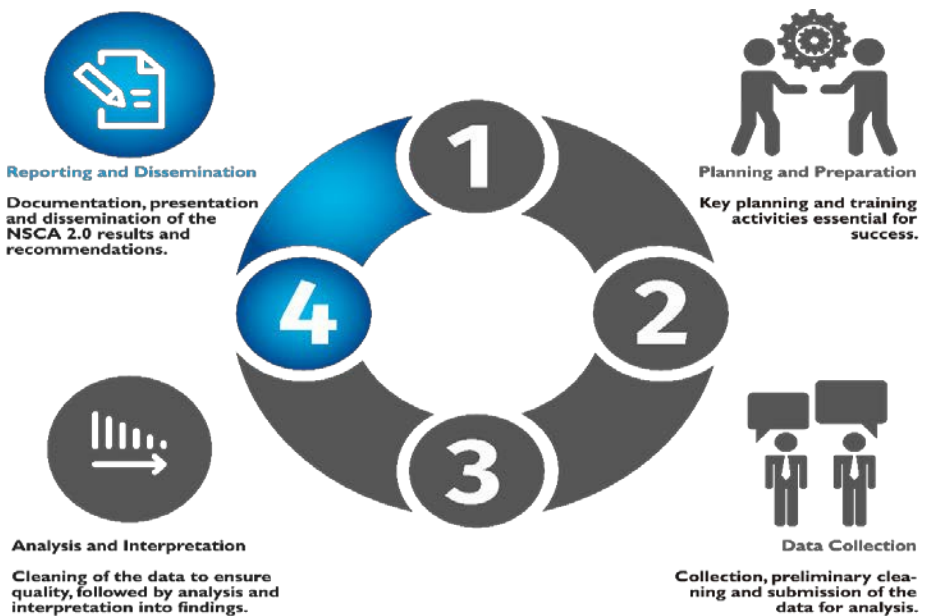 1
Planning and Preparation
Key planning and training
activities essential for
success.
2
Data Collection
Collection, preliminary clea-
ning and submission of the
data for analysis.
3
Analysis and Interpretation
Cleaning of the data to ensure
quality, followed by analysis and
interpretation into findings.
4
Reporting and Dissemination
Documentation, presentation
and dissemination of the
NSCA 2.0 results and
recommendations.